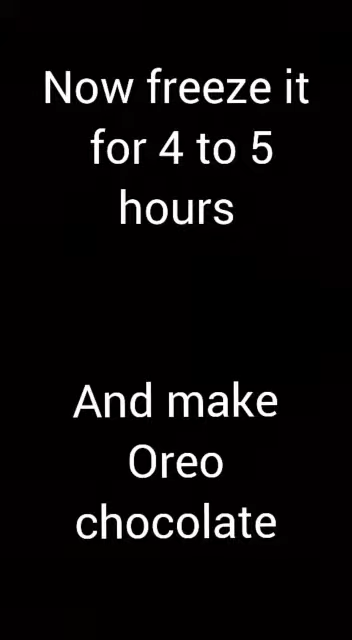 Now freeze it
for 4 to 5
hours
And make
Oreo
chocolate